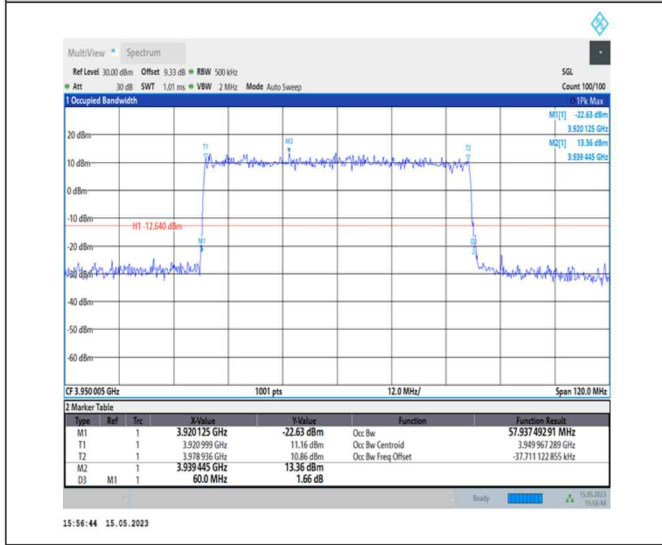 MultiView Spectrum
Ref Level 30.00 dBm Offset 9.33 dB RBW 500 kHz SGL
Att 30 dB SWT 1.01 ms VBW 2 MHz Mode Auto Sweep Count 100/100
1 Occupied Bandwidth 1Pk Max
M1[1] -22.63 dBm
3.920 125 GHz
M2[1] 13.36 dBm
3.939 445 GHz
20 dBm
T1 M2 T2
10 dBm
0 dBm
-10 dBm
H1 -12.640 dBm
-20 dBm
M1
-30 dBm
-40 dBm
-50 dBm
-60 dBm
CF 3.950 005 GHz 1001 pts 12.0 MHz/ Span 120.0 MHz
2 Marker Table
Type Ref Trc X-Value Y-Value Function Function Result
M1 1 3.920125 GHz -22.63 dBm Occ Bw 57.937 492 91 MHz
T1 1 3.920 999 GHz 11.16 dBm Occ Bw Centroid 3.949 967 289 GHz
T2 1 3.978 936 GHz 10.86 dBm Occ Bw Freq Offset -37.711 122 855 kHz
M2 1 3.939 445 GHz 13.36 dBm
D3 M1 1 60.0 MHz 1.66 dB
Ready 15.05.2023
15:56:44
15:56:44 15.05.2023